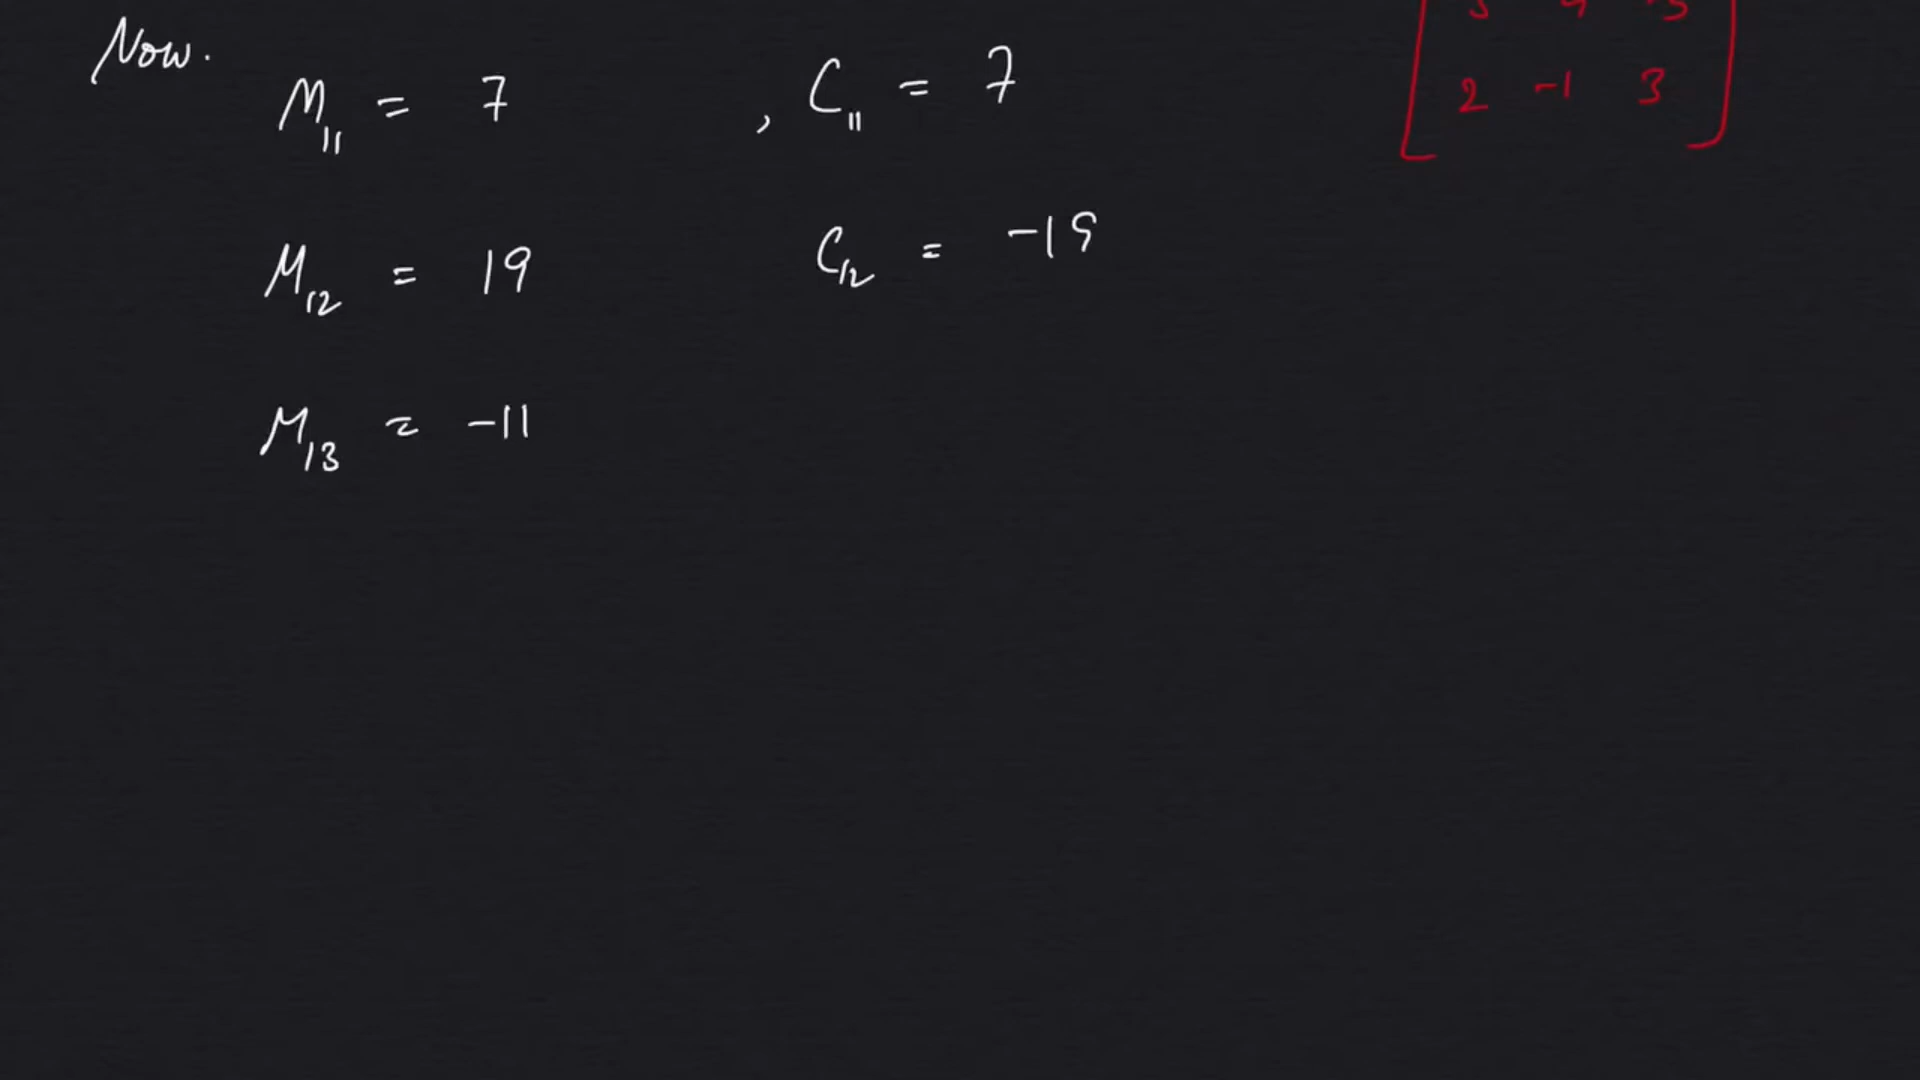 Now.
M₁₁ = 7 , C₁₁ = 7
M₁₂ = 19 C₁₂ = -19
M₁₃ = -11
2 -1 3